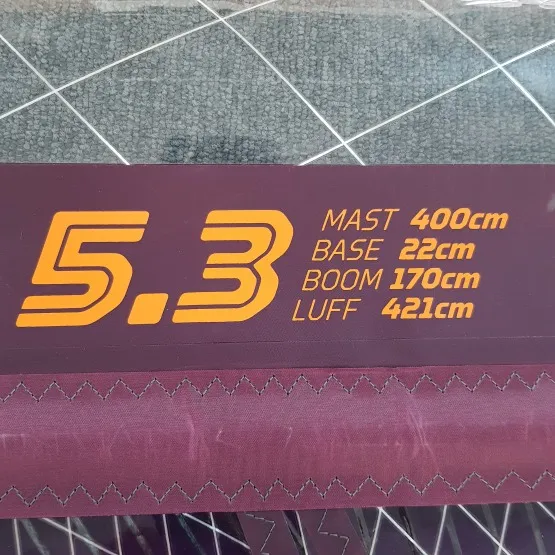 5.3
MAST 400cm
BASE 22cm
BOOM 170cm
LUFF 421cm